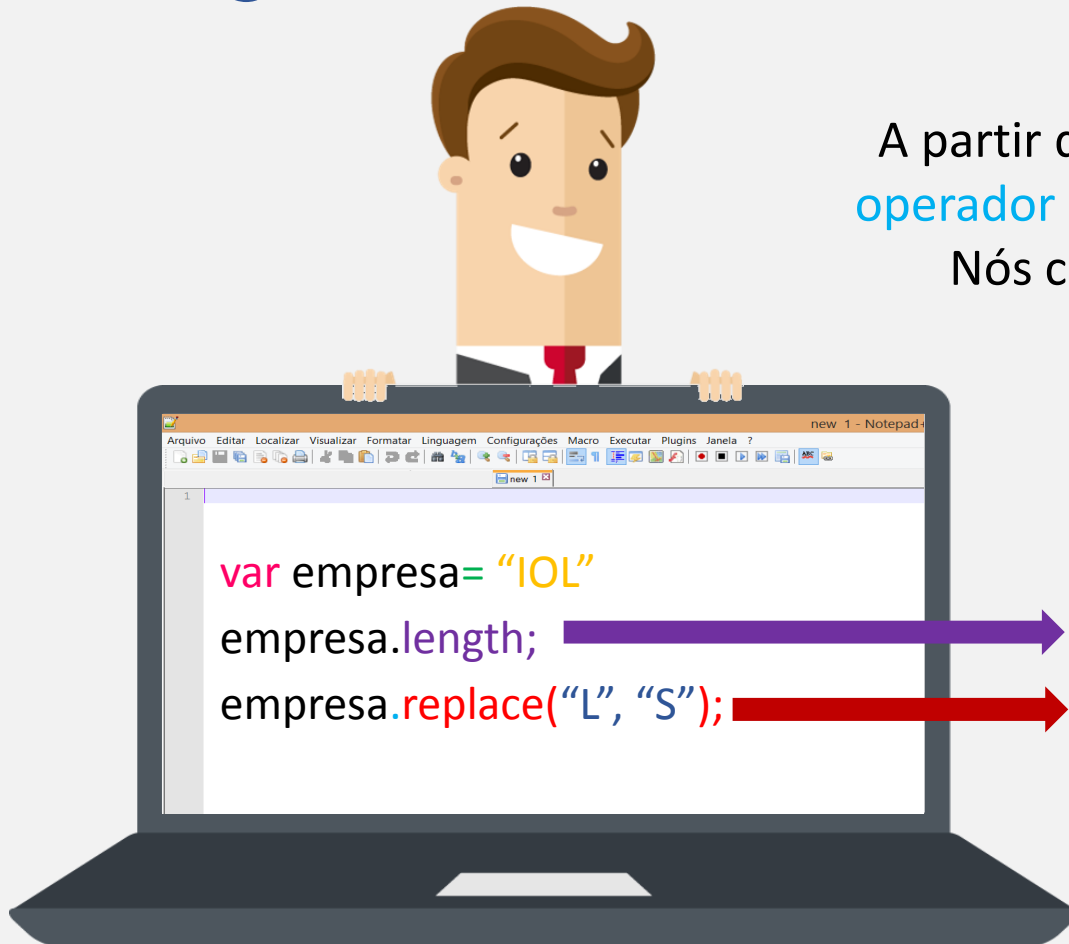 A partir
operador
Nós
new 1 - Notepad+
Arquivo Editar Localizar Visualizar Formatar Linguagem Configurações Macro Executar Plugins Janela ?
new 1
1
var empresa= “IOL”
empresa.length;
empresa.replace(“L”, “S”);